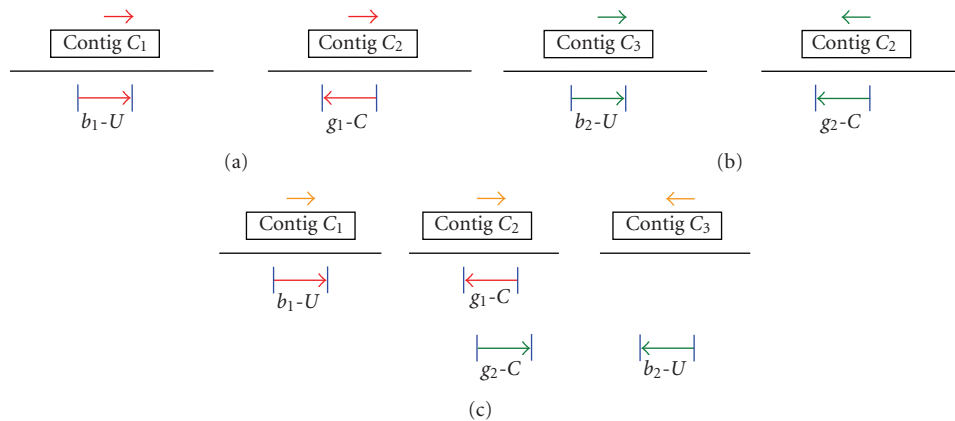 Contig C1 Contig C2 Contig C3 Contig C2
b1-U g1-C b2-U g2-C
(a) (b)
Contig C1 Contig C2 Contig C3
b1-U g1-C
g2-C b2-U
(c)